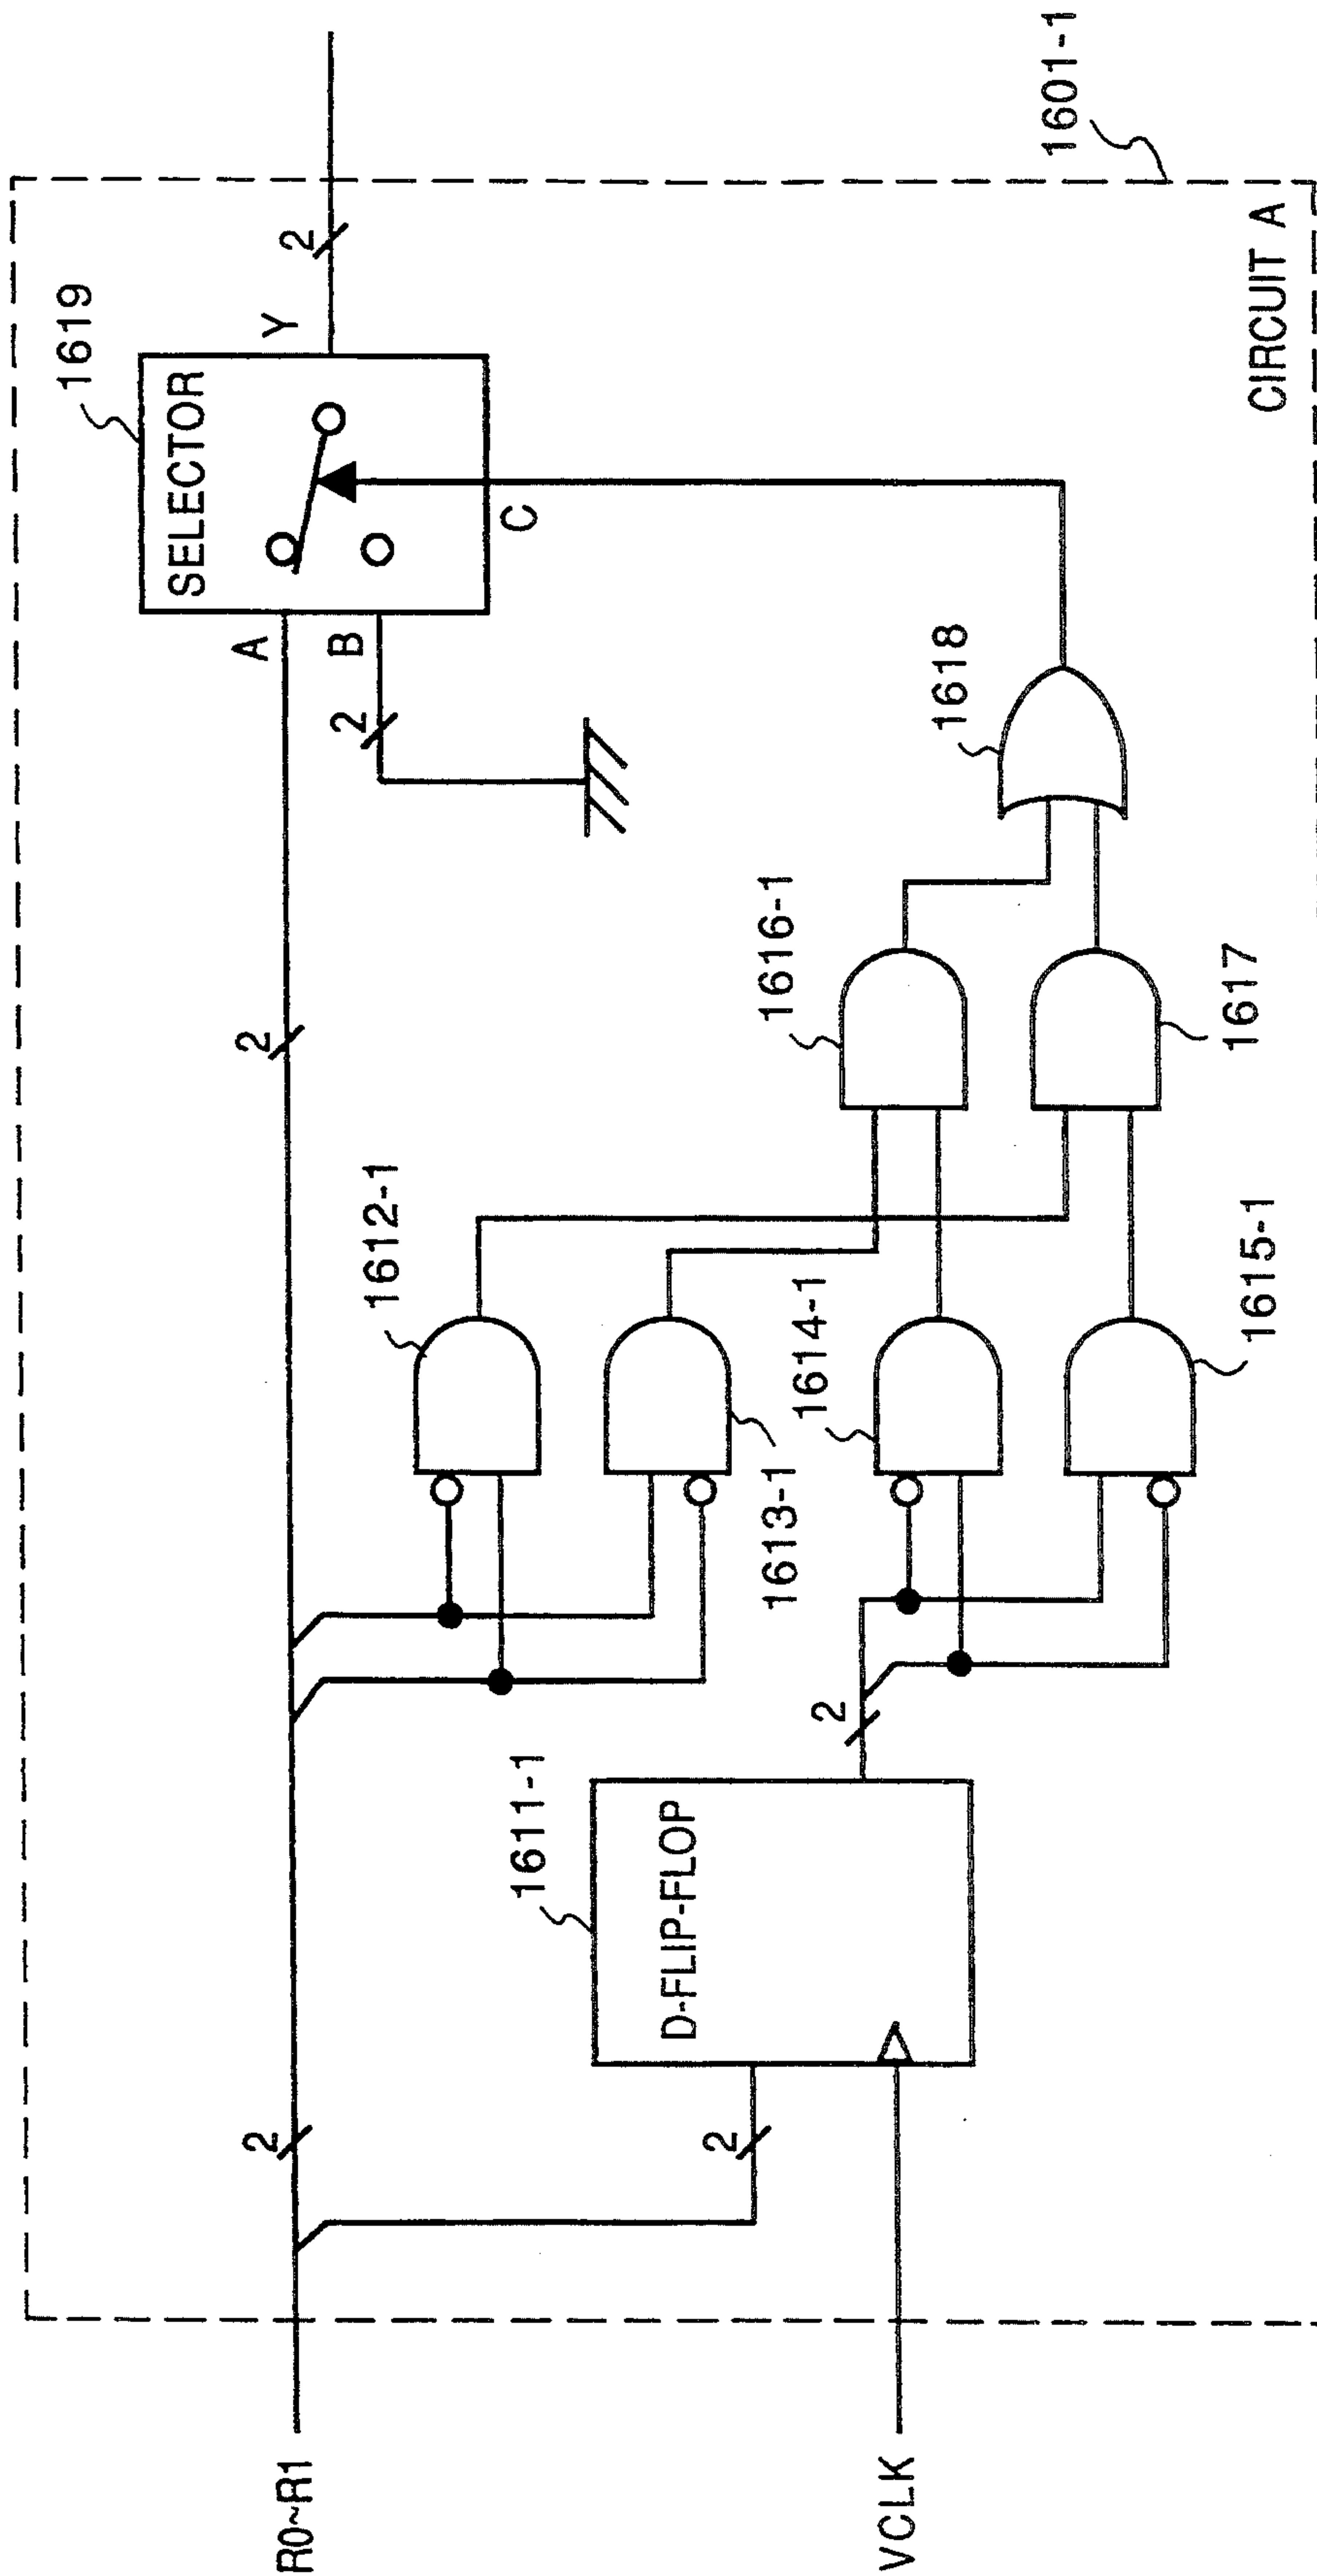 1601-1
CIRCUIT A
1619
SELECTOR
A
B
C
Y
2
2
2
2
2
2
1612-1
1613-1
1614-1
1615-1
1616-1
1617
1618
1611-1
D-FLIP-FLOP
R0~R1
VCLK